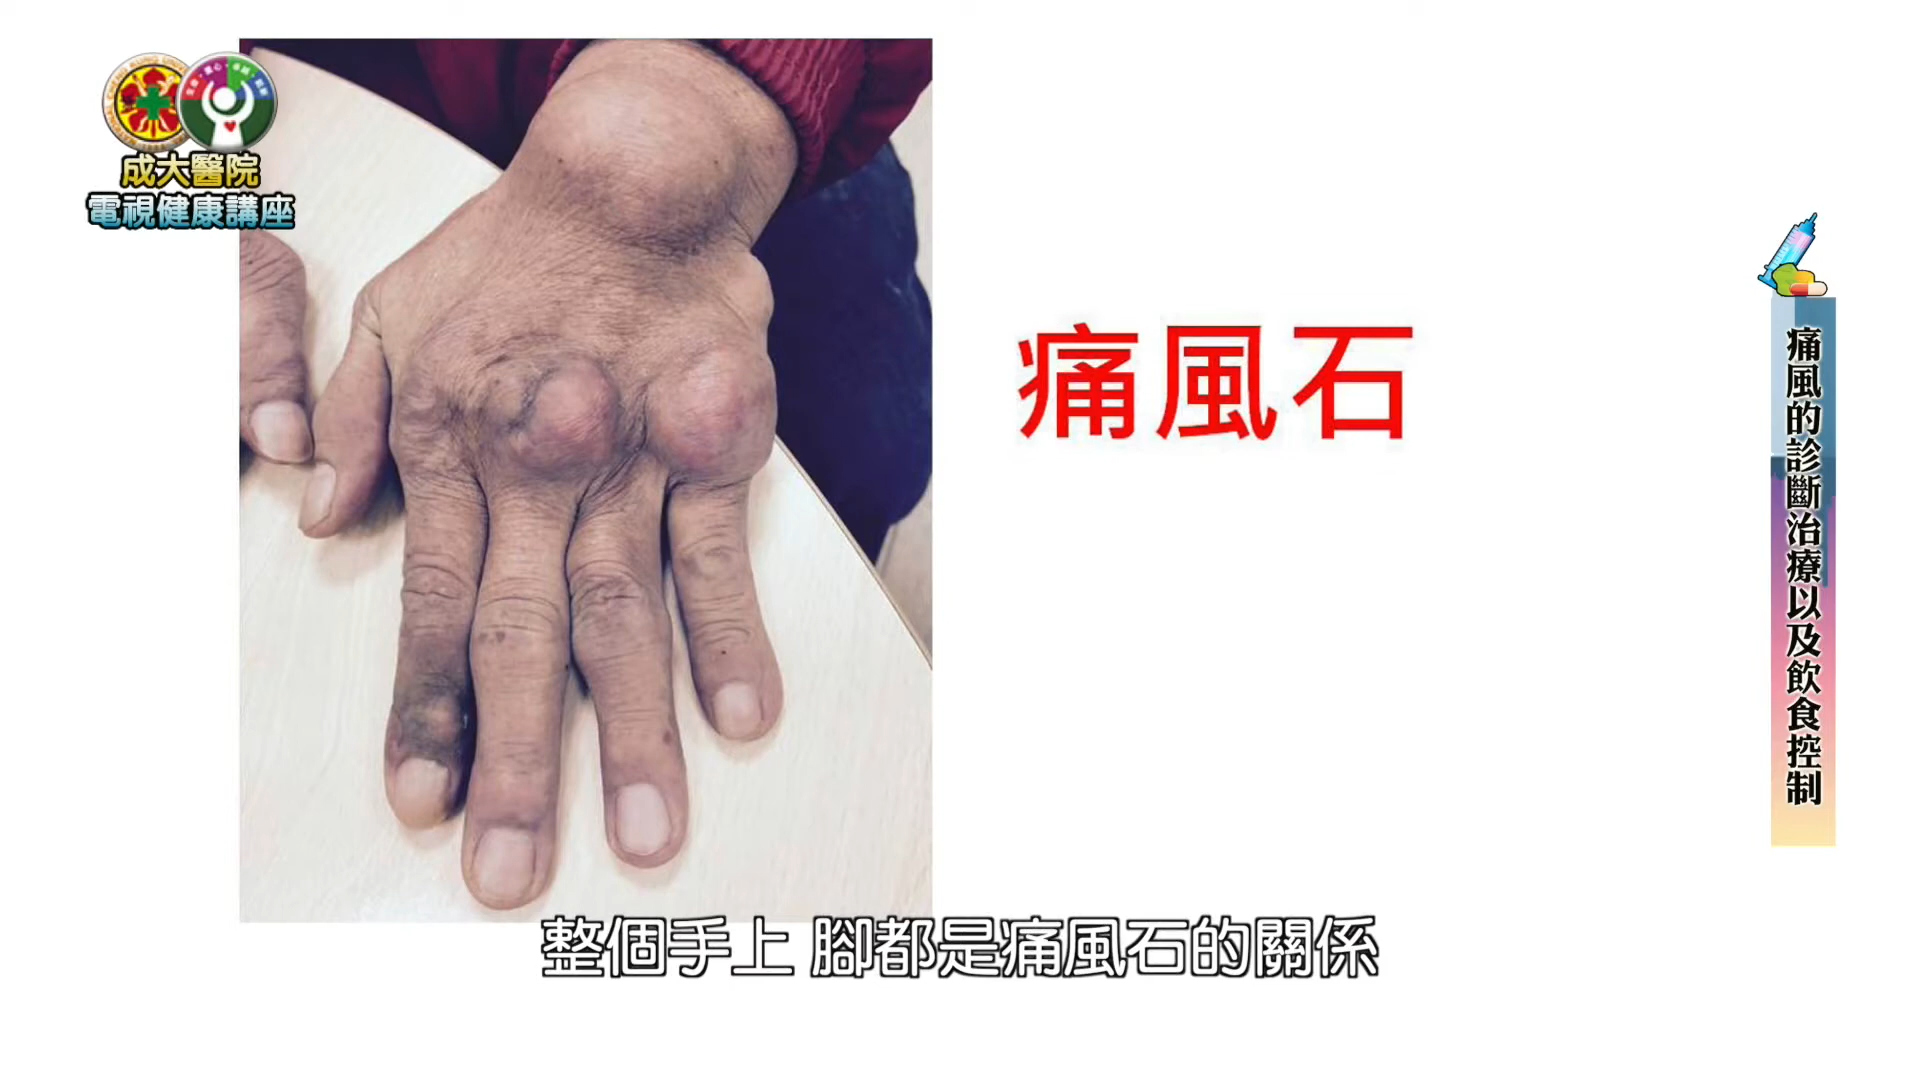 成大醫院
電視健康講座
痛風石
痛風的診斷治療以及飲食控制
整個手上 腳都是痛風石的關係